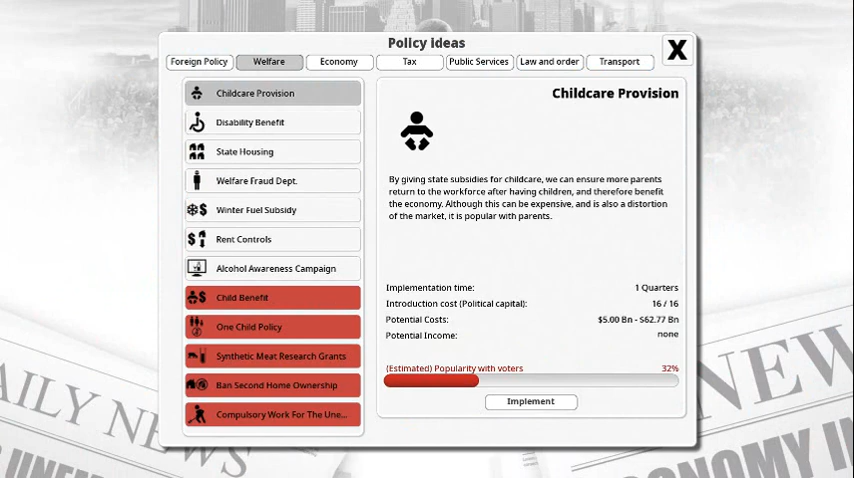 Policy Ideas
X
Foreign Policy
Welfare
Economy
Tax
Public Services
Law and order
Transport
Childcare Provision
Disability Benefit
State Housing
Welfare Fraud Dept.
Winter Fuel Subsidy
Rent Controls
Alcohol Awareness Campaign
Child Benefit
One Child Policy
Synthetic Meat Research Grants
Ban Second Home Ownership
Compulsory Work For The Une...
Childcare Provision
By giving state subsidies for childcare, we can ensure more parents
return to the workforce after having children, and therefore benefit
the economy. Although this can be expensive, and is also a distortion
of the market, it is popular with parents.
Implementation time: 1 Quarters
Introduction cost (Political capital): 16 / 16
Potential Costs: $5.00 Bn - $62.77 Bn
Potential Income: none
(Estimated) Popularity with voters 32%
Implement
AILY NEWS
NEW
ONOMY IN